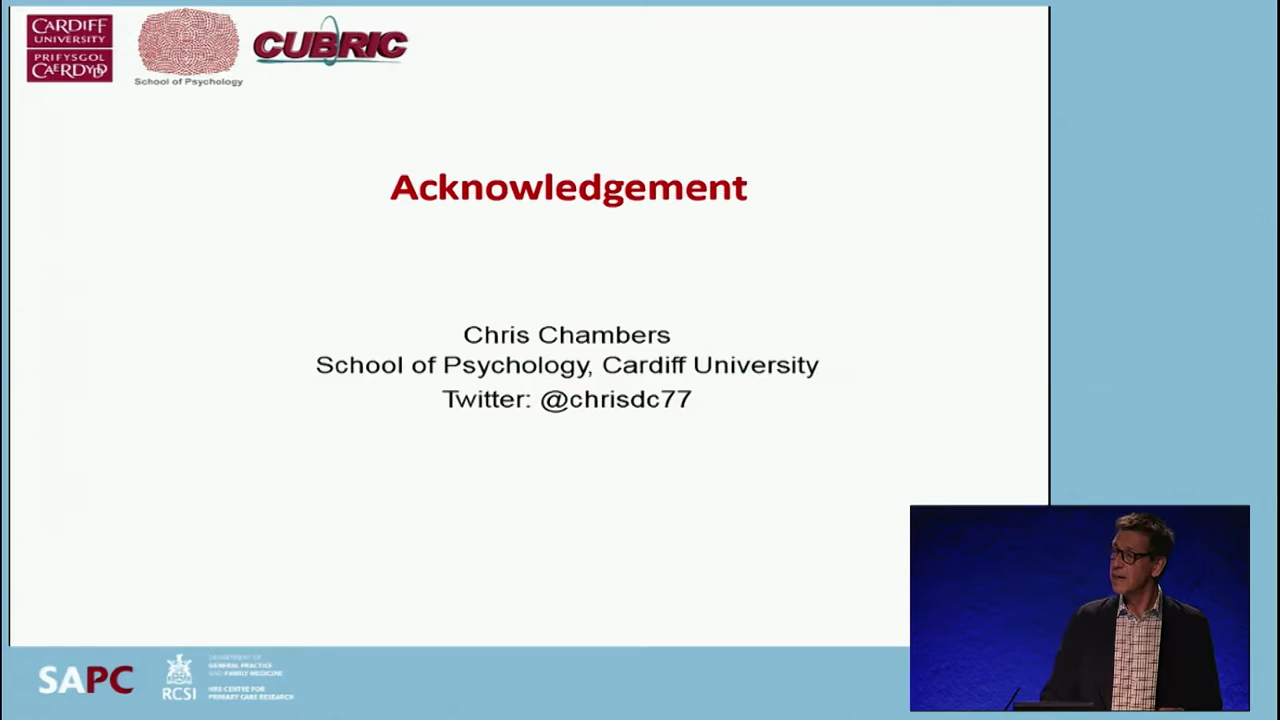 CARDIFF
UNIVERSITY
PRIFYSGOL
CAERDYDD
School of Psychology
CUBRIC
Acknowledgement
Chris Chambers
School of Psychology, Cardiff University
Twitter: @chrisdc77
SAPC
RCSI
DEPARTMENT OF
GENERAL PRACTICE
AND FAMILY MEDICINE
HRB CENTRE FOR
PRIMARY CARE RESEARCH